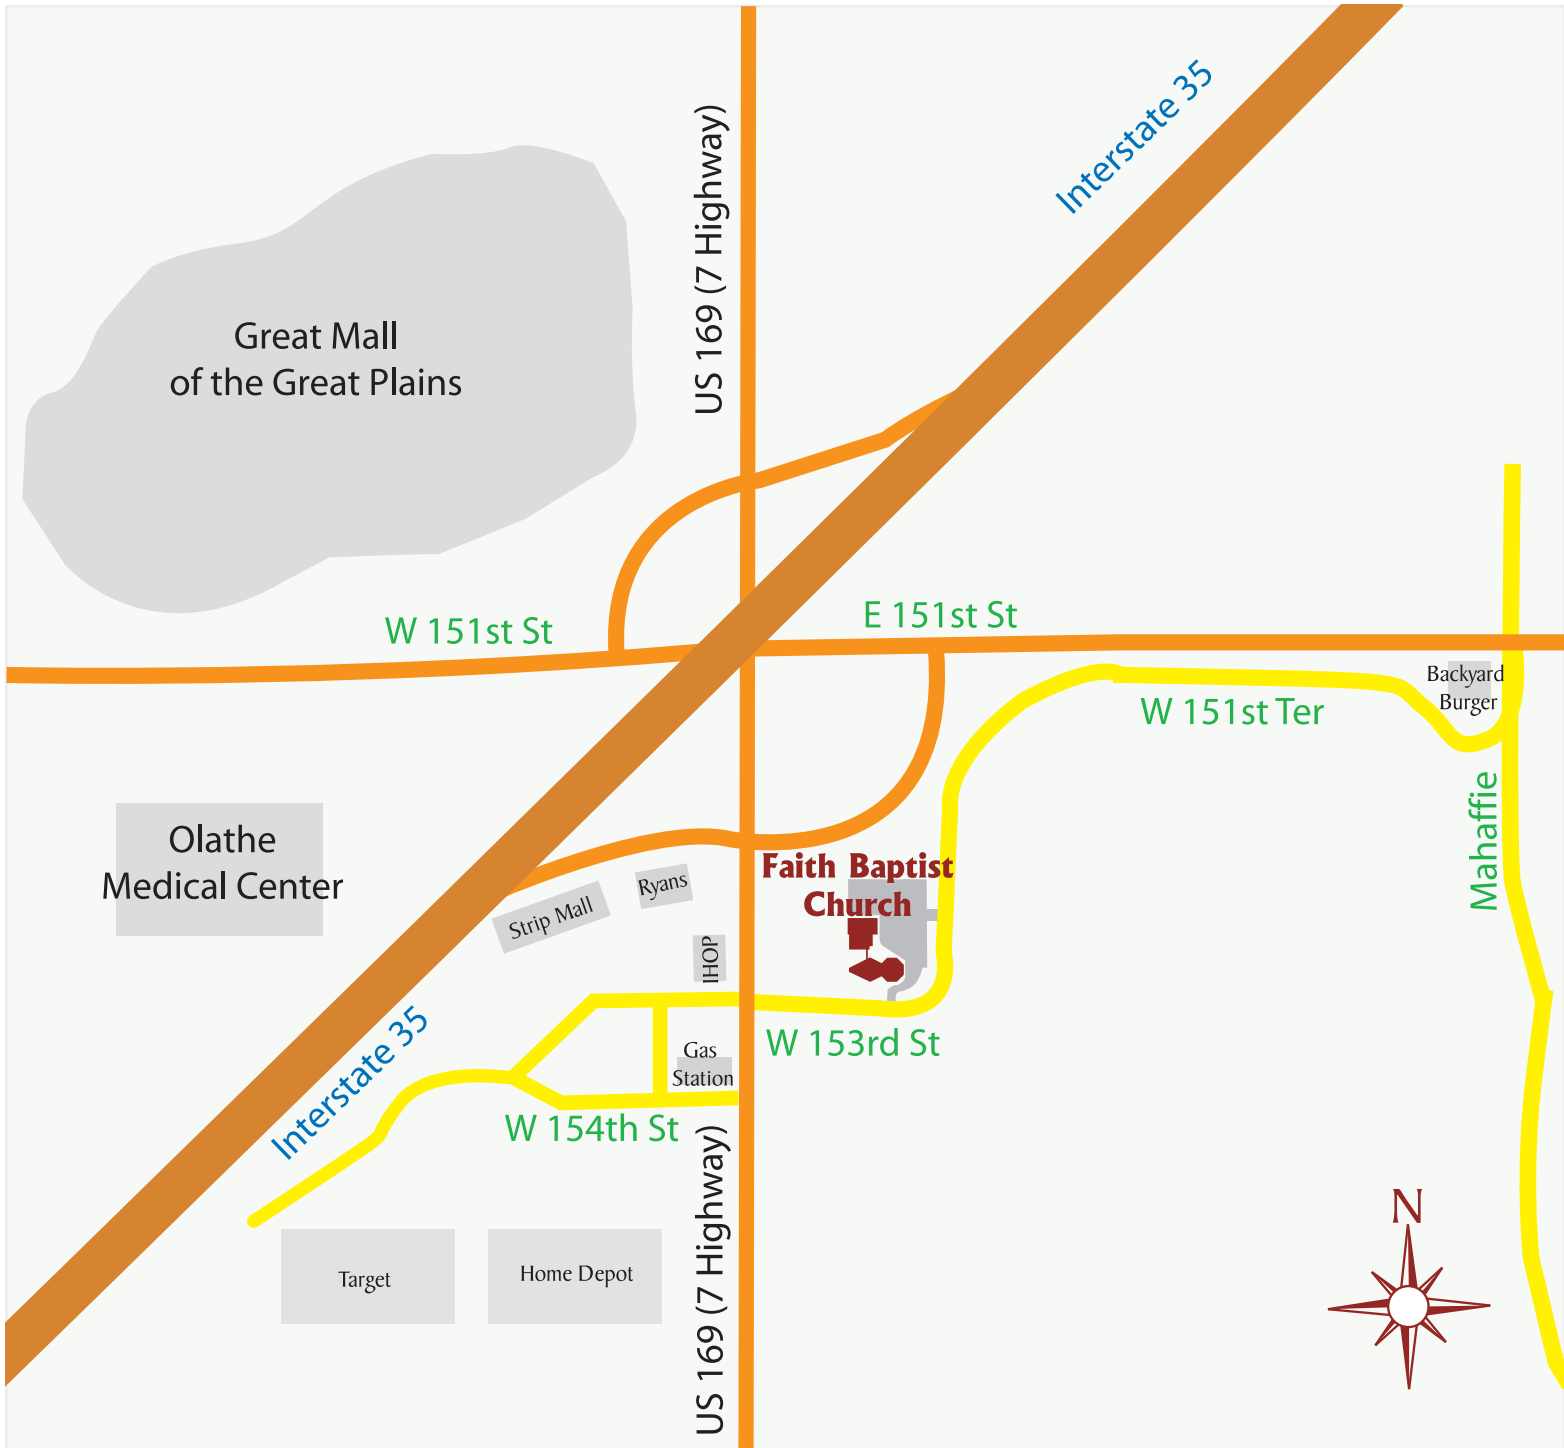 Interstate 35
US 169 (7 Highway)
Great Mall
of the Great Plains
W 151st St
E 151st St
Backyard
Burger
W 151st Ter
Mahaffie
Olathe
Medical Center
Faith Baptist
Church
Ryans
Strip Mall
IHOP
W 153rd St
Gas
Station
Interstate 35
W 154th St
US 169 (7 Highway)
N
Target
Home Depot